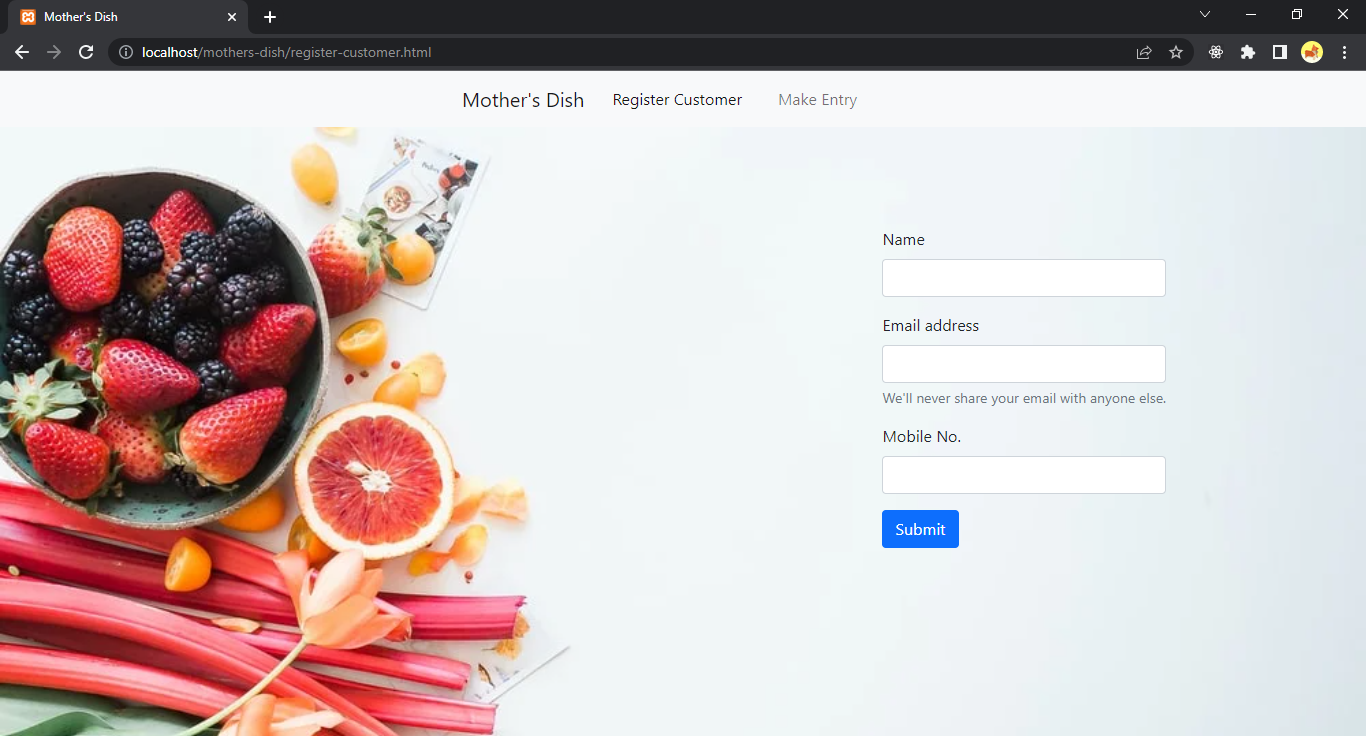 Mother's Dish
localhost/mothers-dish/register-customer.html
Mother's Dish Register Customer Make Entry
Name
Email address
We'll never share your email with anyone else.
Mobile No.
Submit